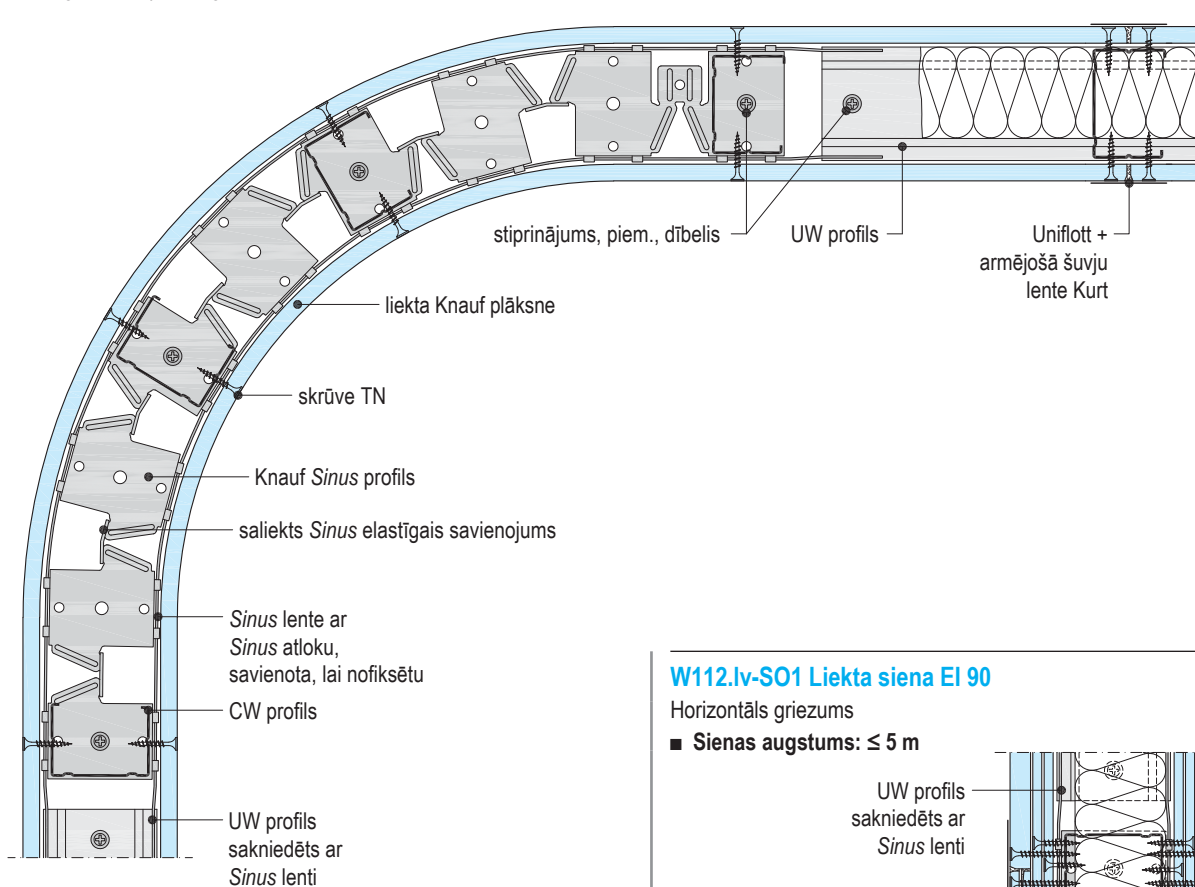 stiprinājums, piem., dībelis
UW profils
Uniflott +
armējošā šuvju
lente Kurt
liekta Knauf plāksne
skrūve TN
Knauf Sinus profils
saliekts Sinus elastīgais savienojums
Sinus lente ar
Sinus atloku,
savienota, lai nofiksētu
CW profils
UW profils
sakniedēts ar
Sinus lenti
W112.lv-SO1 Liekta siena EI 90
Horizontāls griezums
■ Sienas augstums: ≤ 5 m
UW profils
sakniedēts ar
Sinus lenti